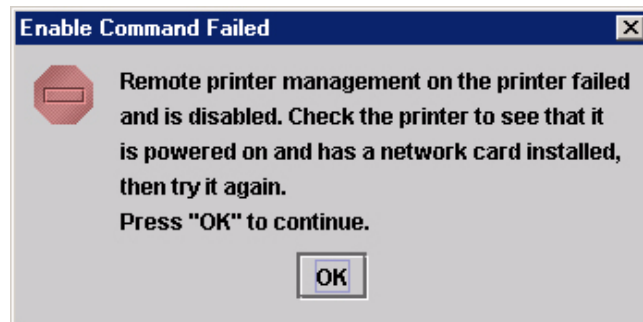 Enable Command Failed
Remote printer management on the printer failed
and is disabled. Check the printer to see that it
is powered on and has a network card installed,
then try it again.
Press "OK" to continue.
OK